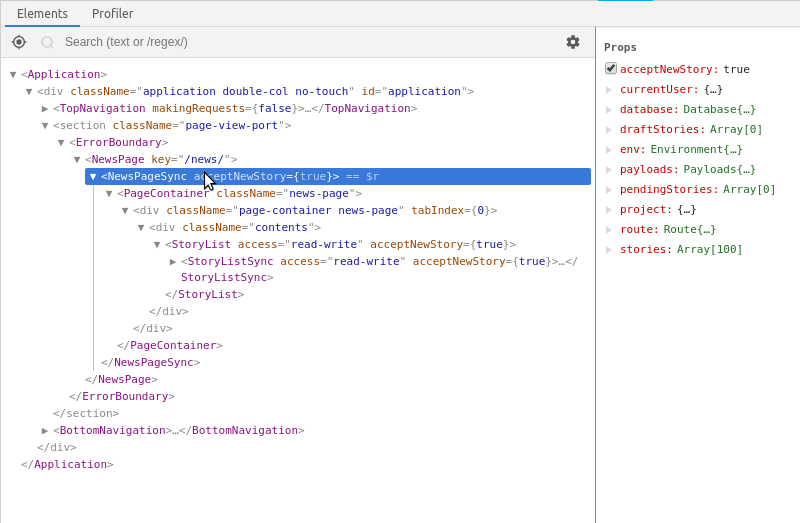 Elements Profiler
Search (text or /regex/)
▼ <Application>
▼ <div className="application double-col no-touch" id="application">
▶ <TopNavigation makingRequests={false}>…</TopNavigation>
▼ <section className="page-view-port">
▼ <ErrorBoundary>
▼ <NewsPage key="/news/">
▼ <NewsPageSync acceptNewStory={true}> == $r
▼ <PageContainer className="news-page">
▼ <div className="page-container news-page" tabIndex={0}>
▼ <div className="contents">
▼ <StoryList access="read-write" acceptNewStory={true}>
▶ <StoryListSync access="read-write" acceptNewStory={true}>…</
StoryListSync>
</StoryList>
</div>
</div>
</PageContainer>
</NewsPageSync>
</NewsPage>
</ErrorBoundary>
</section>
▶ <BottomNavigation>…</BottomNavigation>
</div>
</Application>
Props
acceptNewStory: true
currentUser: {…}
database: Database{…}
draftStories: Array[0]
env: Environment{…}
payloads: Payloads{…}
pendingStories: Array[0]
project: {…}
route: Route{…}
stories: Array[100]